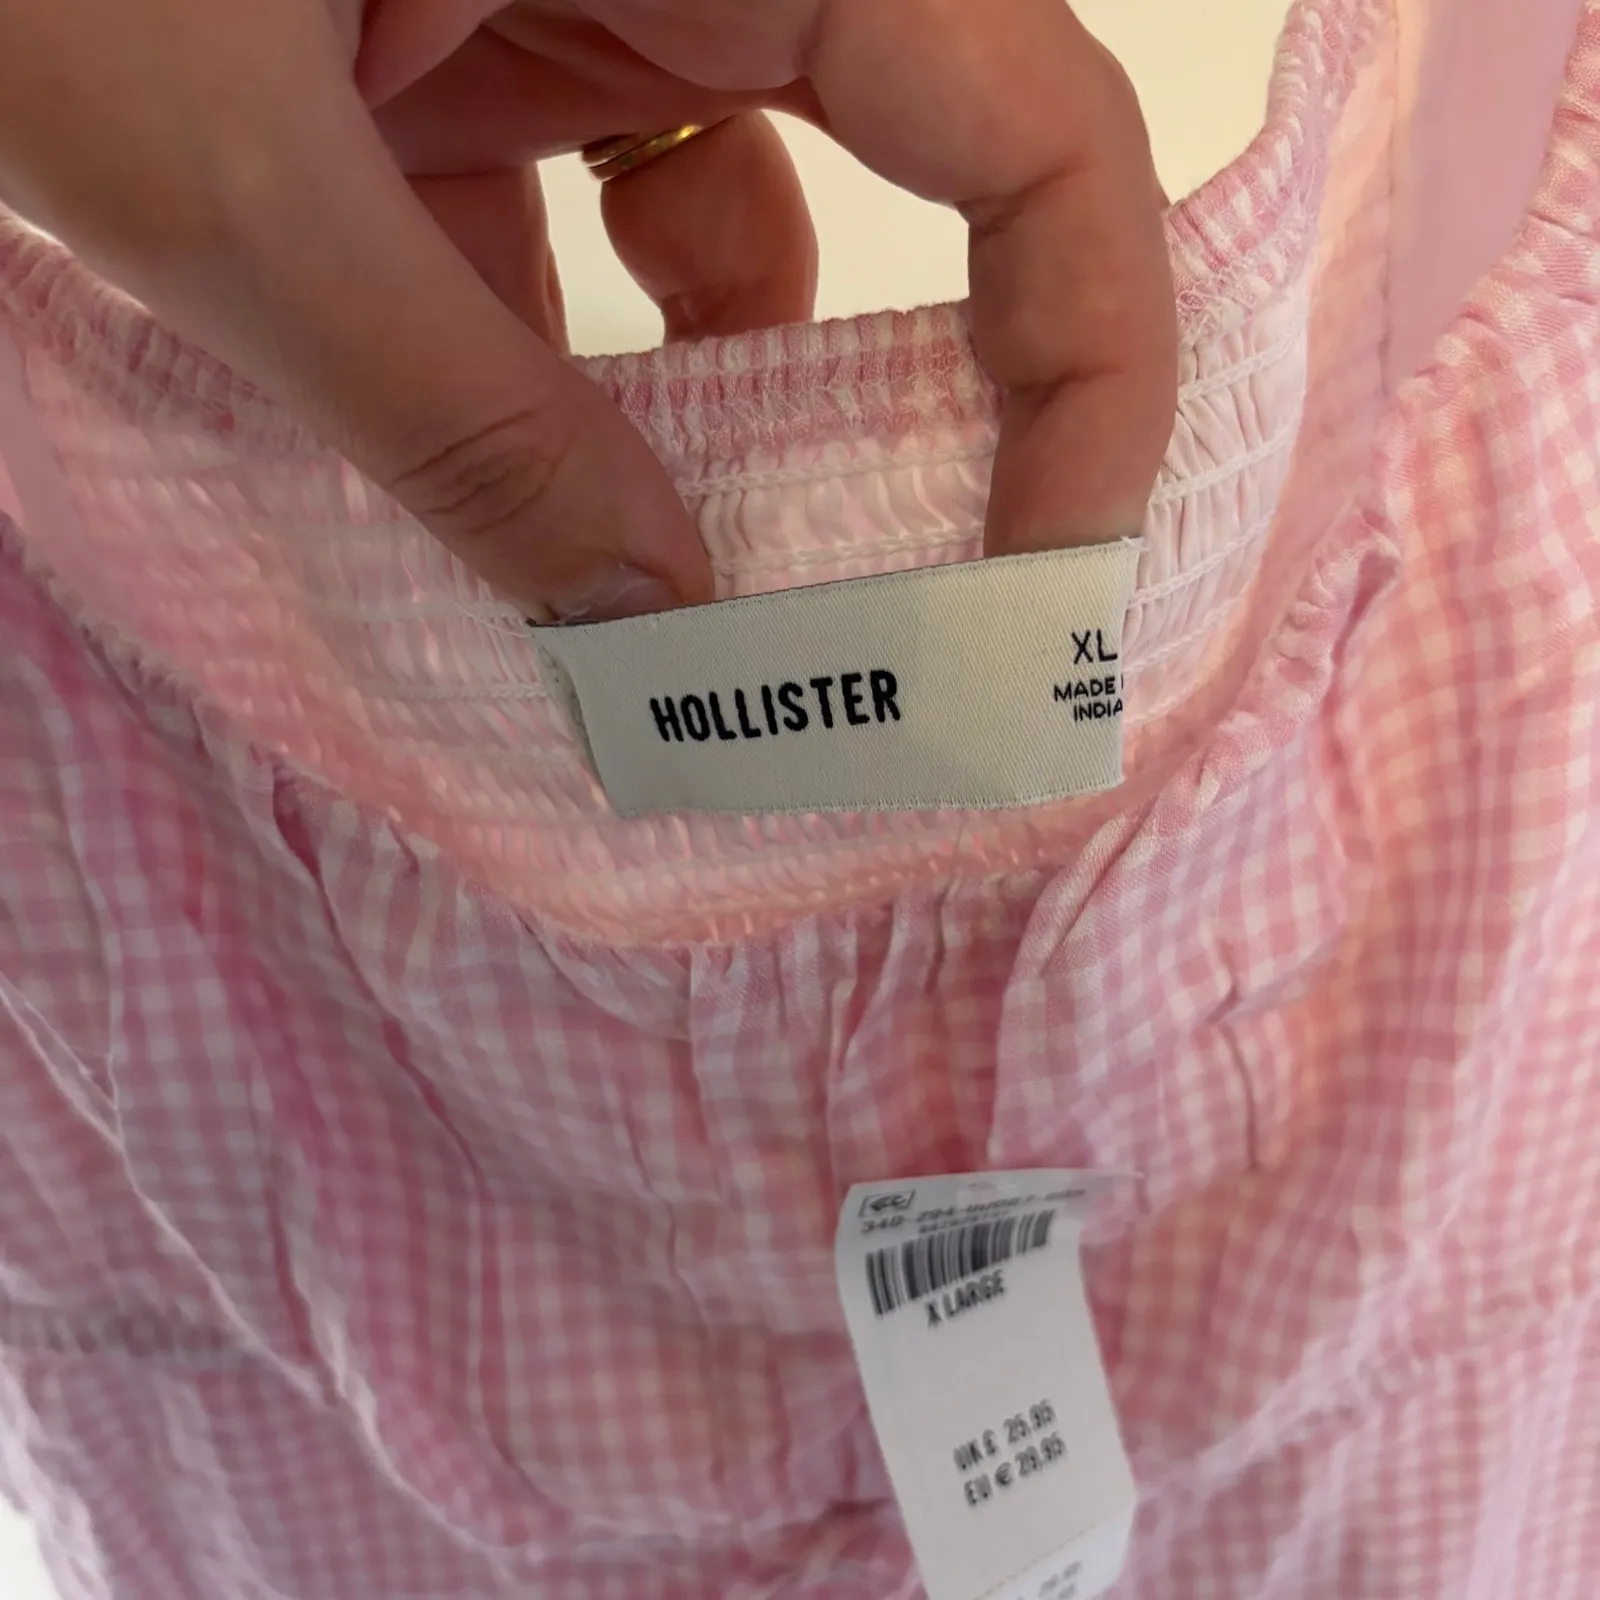 HOLLISTER
XL
MADE
INDIA
X LARGE
UK £ 25.95
EU € 29,95